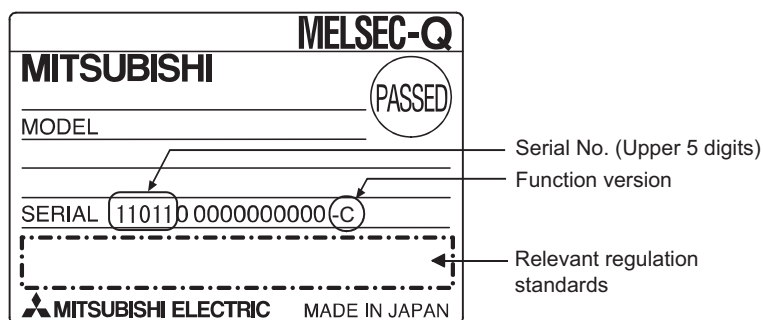 MELSEC-Q
MITSUBISHI
PASSED
MODEL
Serial No. (Upper 5 digits)
Function version
SERIAL 110110 0000000000 -C
Relevant regulation
standards
MITSUBISHI ELECTRIC MADE IN JAPAN